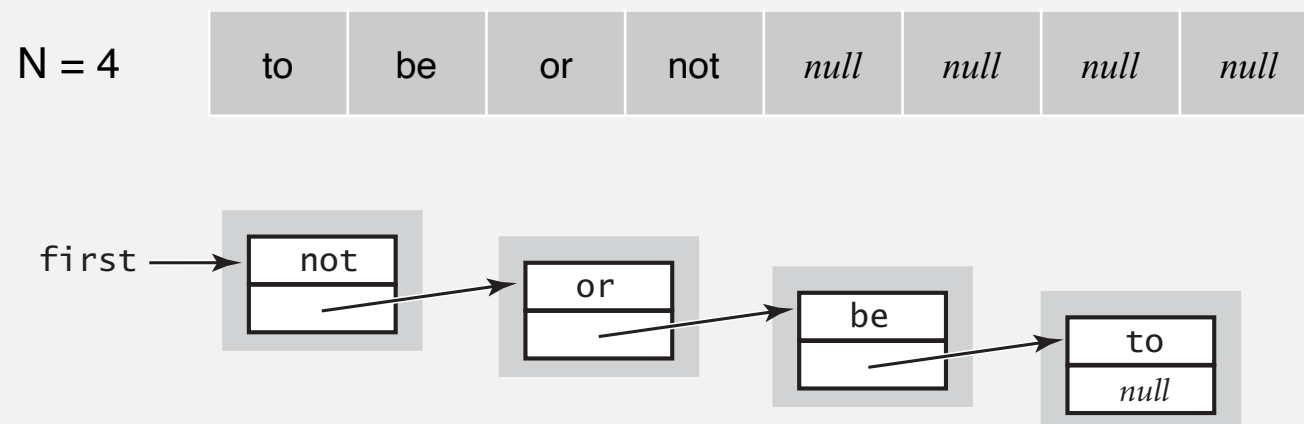 N = 4 to be or not null null null null
first not
or
be
to
null